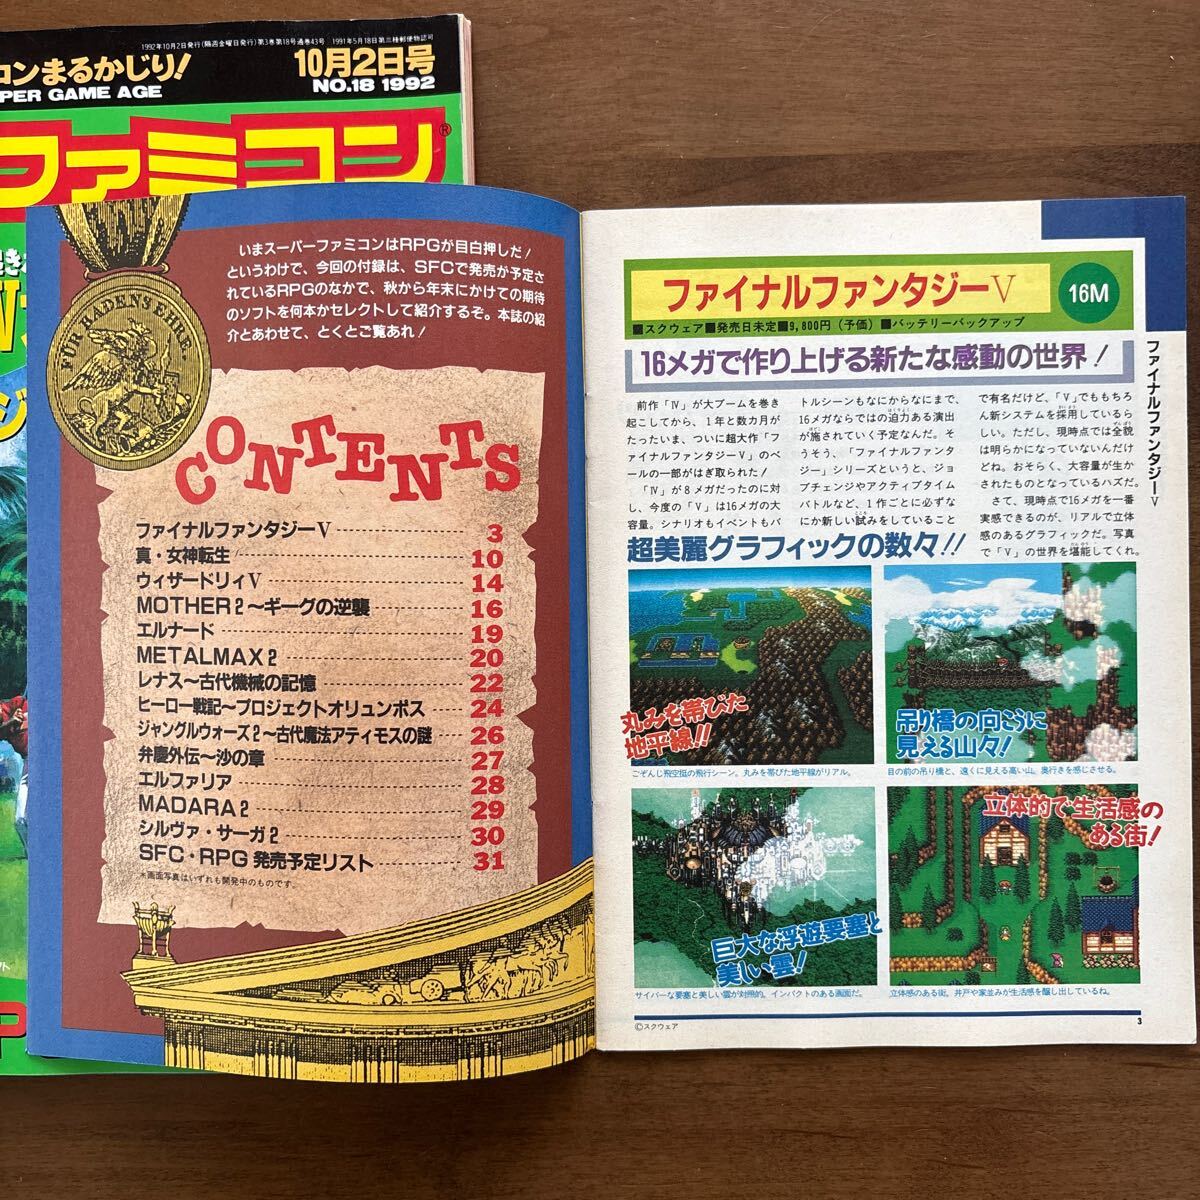 1992年10月2日発行(隔週金曜日発行)第3巻第18号通巻43号 1991年5月18日第三種郵便物認可
コンまるかじり!
10月2日号
PER GAME AGE
NO.18 1992
ファミコン
®
FÜR HADENS EHRE.
いまスーパーファミコンはRPGが目白押しだ!
というわけで、今回の付録は、SFCで発売が予定さ
れているRPGのなかで、秋から年末にかけての期待
のソフトを何本かセレクトして紹介するぞ。本誌の紹
介とあわせて、とくとご覧あれ!
CONTENTS
ファイナルファンタジーⅤ 3
真・女神転生 10
ウィザードリィⅤ 14
MOTHER2〜ギーグの逆襲 16
エルナード 19
METALMAX2 20
レナス〜古代機械の記憶 22
ヒーロー戦記〜プロジェクトオリュンポス 24
ジャングルウォーズ2〜古代魔法アティモスの謎 26
弁慶外伝〜沙の章 27
エルファリア 28
MADARA2 29
シルヴァ・サーガ2 30
SFC・RPG 発売予定リスト 31
*画面写真はいずれも開発中のものです。
ファイナルファンタジーⅤ
16M
■スクウェア■発売日未定■9,800円(予価)■バッテリーバックアップ
16メガで作り上げる新たな感動の世界!
前作「Ⅳ」が大ブームを巻き
起こしてから、1年と数カ月が
たったいま、ついに超大作「フ
ァイナルファンタジーⅤ」のベ
ールの一部がはぎ取られた!
「Ⅳ」が8メガだったのに対
し、今度の「Ⅴ」は16メガの大
容量。シナリオもイベントもバ
トルシーンもなにからなにまで、
16メガならではの迫力ある演出
が施されていく予定なんだ。そ
うそう、「ファイナルファンタ
ジー」シリーズというと、ジョ
ブチェンジやアクティブタイム
バトルなど、1作ごとに必ずな
にか新しい試みをしていること
で有名だけど、「Ⅴ」でももちろ
ん新システムを採用しているら
しい。ただし、現時点では全貌
は明らかになっていないんだけ
どね。おそらく、大容量が生か
されたものとなっているハズだ。
さて、現時点で16メガを一番
実感できるのが、リアルで立体
感のあるグラフィックだ。写真
で「Ⅴ」の世界を堪能してくれ。
超美麗グラフィックの数々!!
丸みを帯びた
地平線!!
ごぞんじ飛空挺の飛行シーン。丸みを帯びた地平線がリアル。
吊り橋の向こうに
見える山々!
目の前の吊り橋と、遠くに見える高い山。奥行きを感じさせる。
巨大な浮遊要塞と
美しい雲!
サイバーな要塞と美しい雲が対照的。インパクトのある画面だ。
立体的で生活感の
ある街!
立体感のある街。井戸や家並みが生活感を醸し出しているね。
©スクウェア
3
ファイナルファンタジーⅤ